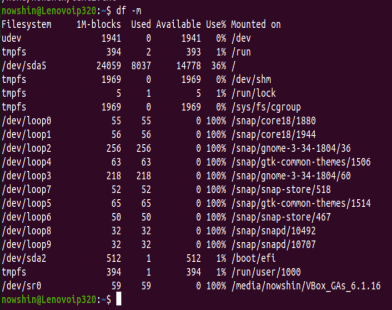 nowshin@Lenovoip320:~$ df -m
Filesystem 1M-blocks Used Available Use% Mounted on
udev 1941 0 1941 0% /dev
tmpfs 394 2 393 1% /run
/dev/sda5 24059 8037 14778 36% /
tmpfs 1969 0 1969 0% /dev/shm
tmpfs 5 1 5 1% /run/lock
tmpfs 1969 0 1969 0% /sys/fs/cgroup
/dev/loop0 55 55 0 100% /snap/core18/1880
/dev/loop1 56 56 0 100% /snap/core18/1944
/dev/loop2 256 256 0 100% /snap/gnome-3-34-1804/36
/dev/loop4 63 63 0 100% /snap/gtk-common-themes/1506
/dev/loop3 218 218 0 100% /snap/gnome-3-34-1804/60
/dev/loop7 52 52 0 100% /snap/snap-store/518
/dev/loop5 65 65 0 100% /snap/gtk-common-themes/1514
/dev/loop6 50 50 0 100% /snap/snap-store/467
/dev/loop8 32 32 0 100% /snap/snapd/10492
/dev/loop9 32 32 0 100% /snap/snapd/10707
/dev/sda2 512 1 512 1% /boot/efi
tmpfs 394 1 394 1% /run/user/1000
/dev/sr0 59 59 0 100% /media/nowshin/VBox_GAs_6.1.16
nowshin@Lenovoip320:~$